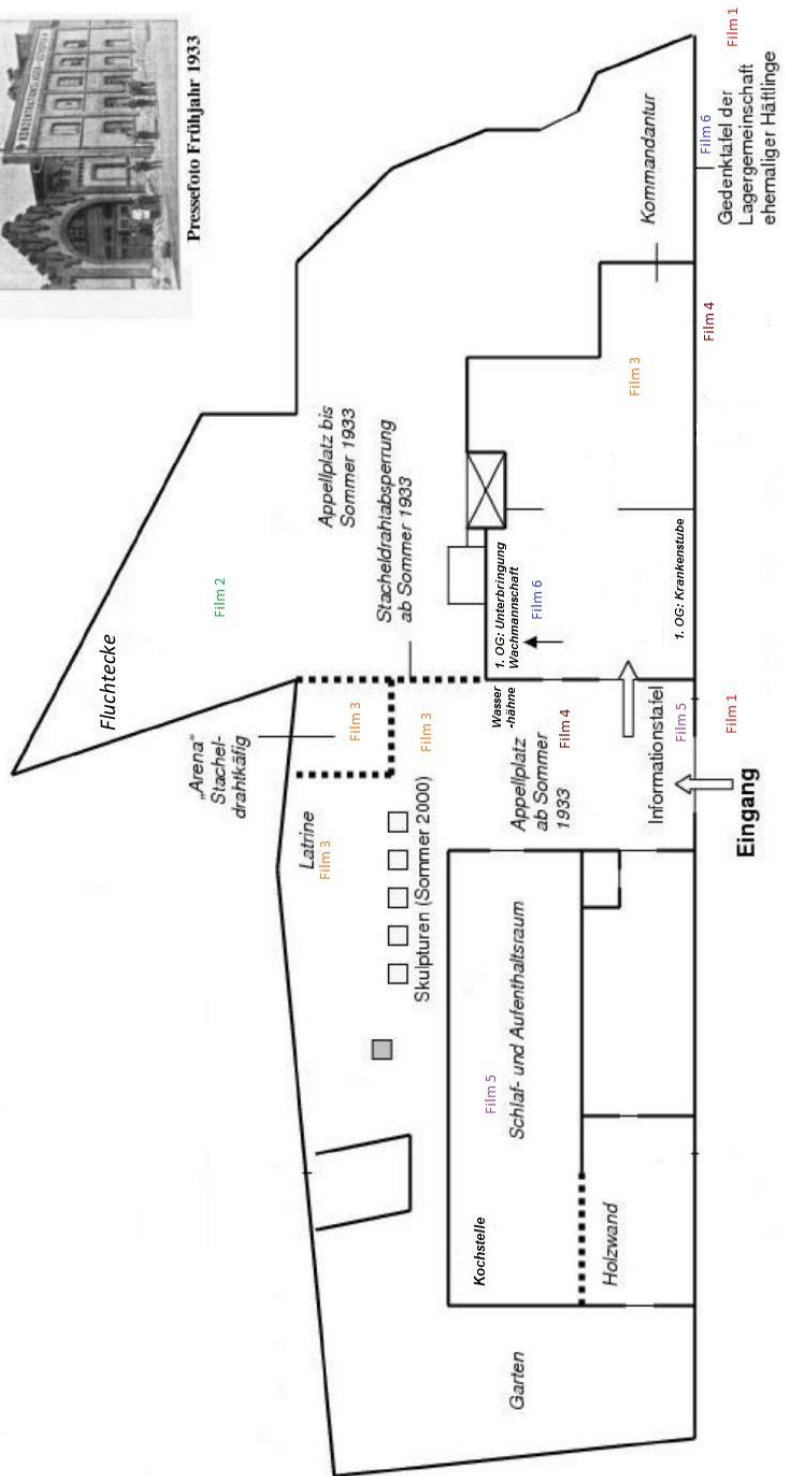 Pressefoto Frühjahr 1933
Fluchtecke
„Arena“
Stachel-
drahtkäfig
Film 2
Latrine
Film 3
Film 3
Appellplatz bis
Sommer 1933
Stacheldrahtabsperrung
ab Sommer 1933
Film 3
Skulpturen (Sommer 2000)
Kochstelle
Film 5
Schlaf- und Aufenthaltsraum
Wasser
-hähne
1. OG: Unterbringung
Wachmannschaft
Film 6
Garten
Appellplatz
ab Sommer
1933
Film 4
Holzwand
Film 3
Kommandantur
Informationstafel
Film 5
1. OG: Krankenstube
Eingang
Film 1
Film 4
Film 6
Film 1
Gedenktafel der
Lagergemeinschaft
ehemaliger Häftlinge